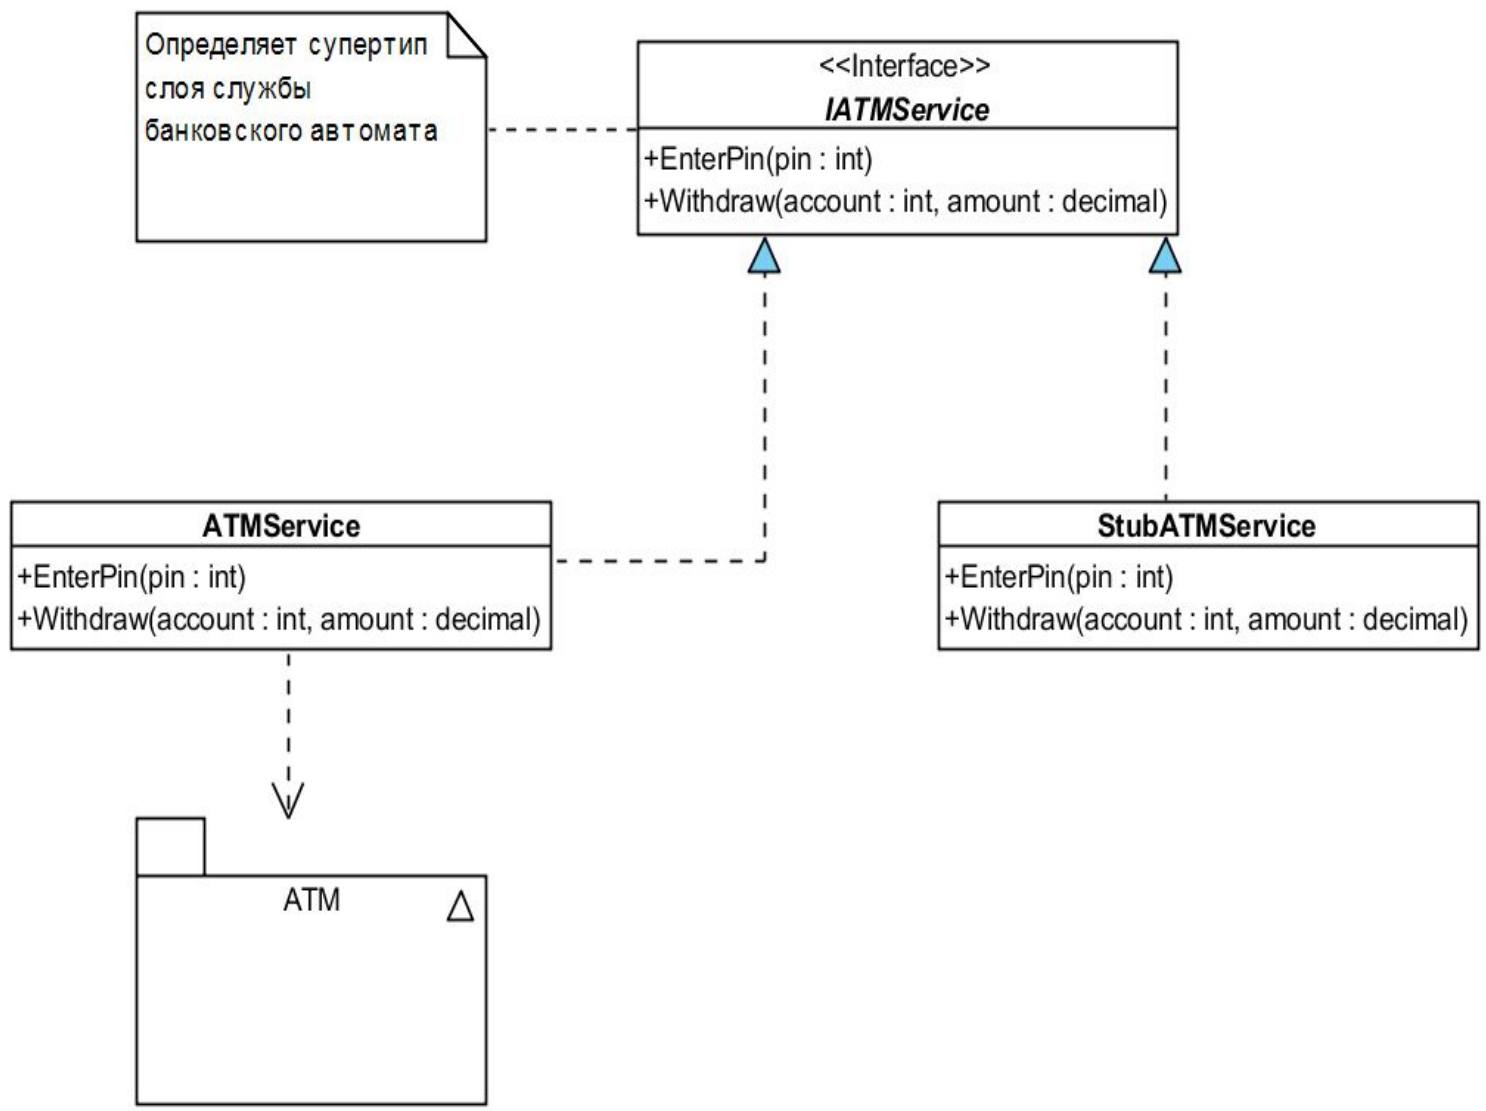 Определяет супертип
слоя службы
банковского автомата
<<Interface>>
IATMService
+EnterPin(pin : int)
+Withdraw(account : int, amount : decimal)
ATMService
+EnterPin(pin : int)
+Withdraw(account : int, amount : decimal)
StubATMService
+EnterPin(pin : int)
+Withdraw(account : int, amount : decimal)
ATM